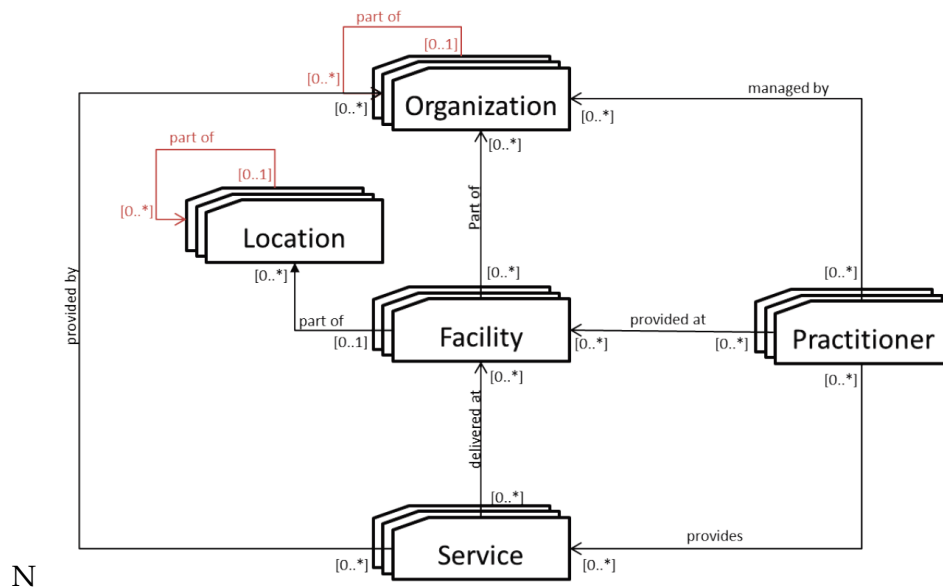 part of
[0..1]
[0..*]
[0..*]
Organization
managed by
[0..*]
[0..*]
part of
[0..1]
[0..*]
Location
[0..*]
Part of
provided by
[0..*]
[0..*]
part of
[0..1]
Facility
provided at
[0..*]
[0..*]
Practitioner
[0..*]
[0..*]
delivered at
[0..*]
Service
[0..*]
[0..*]
provides
N